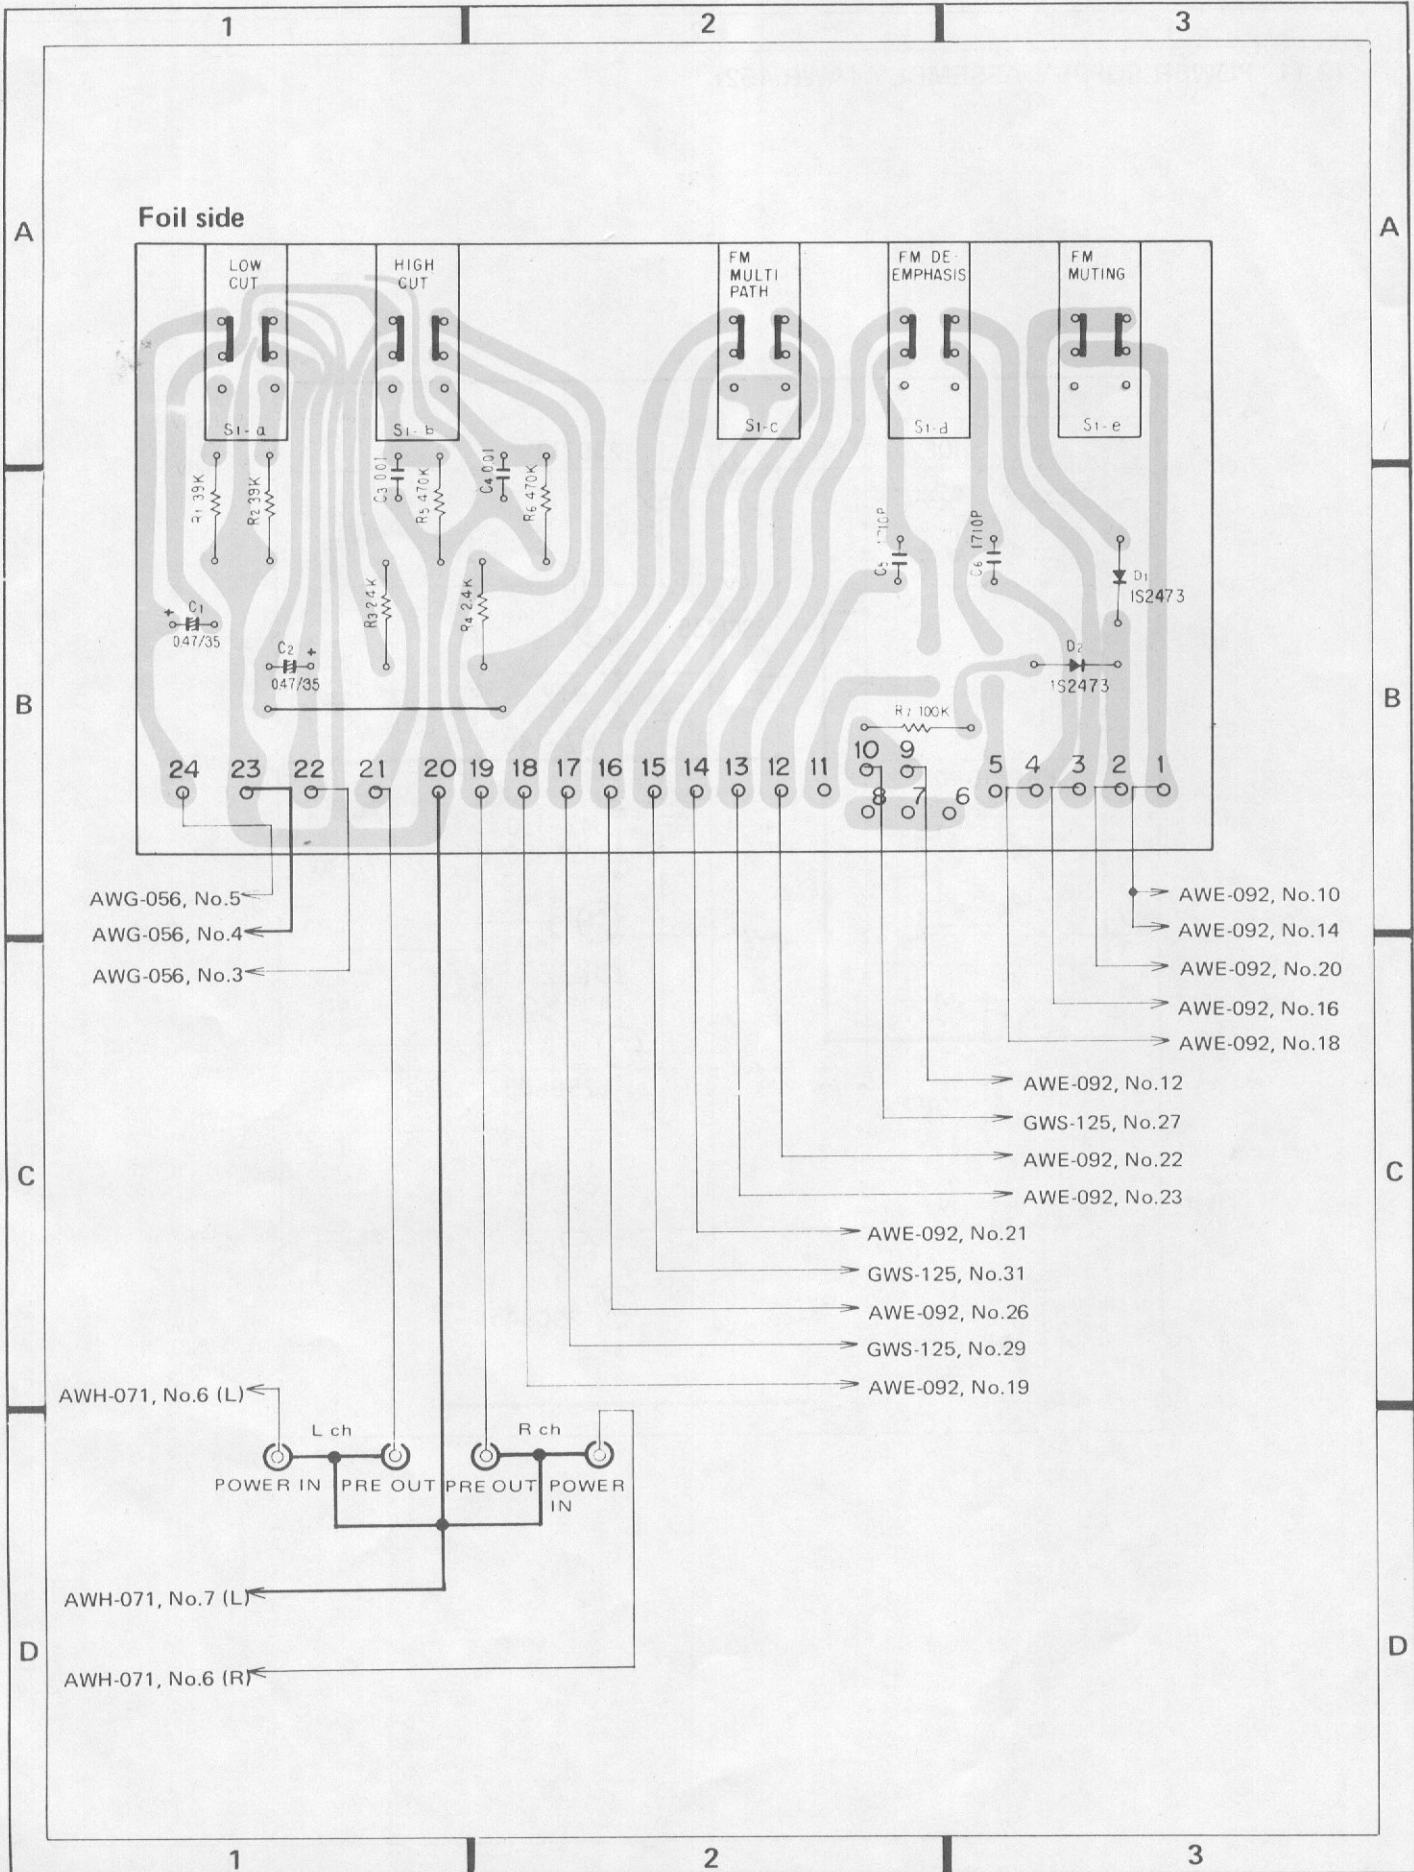 1 2 3
A A
Foil side
LOW CUT
HIGH CUT
FM MULTI PATH
FM DE-EMPHASIS
FM MUTING
S1-a
S1-b
S1-c
S1-d
S1-e
R1 39K
R2 39K
C3 0.01
R5 470K
C4 0.01
R6 470K
C5 1710P
C6 1710P
D1
1S2473
R3 2.4K
R4 2.4K
+ C1
0.47/35
C2 +
0.47/35
D2
1S2473
B B
R7 100K
24 23 22 21 20 19 18 17 16 15 14 13 12 11 10 9 8 7 6 5 4 3 2 1
AWG-056, No.5
AWG-056, No.4
AWG-056, No.3
AWE-092, No.10
AWE-092, No.14
AWE-092, No.20
AWE-092, No.16
AWE-092, No.18
AWE-092, No.12
GWS-125, No.27
AWE-092, No.22
AWE-092, No.23
C C
AWE-092, No.21
GWS-125, No.31
AWE-092, No.26
GWS-125, No.29
AWE-092, No.19
AWH-071, No.6 (L)
L ch R ch
POWER IN PRE OUT PRE OUT POWER IN
AWH-071, No.7 (L)
AWH-071, No.6 (R)
D D
1 2 3